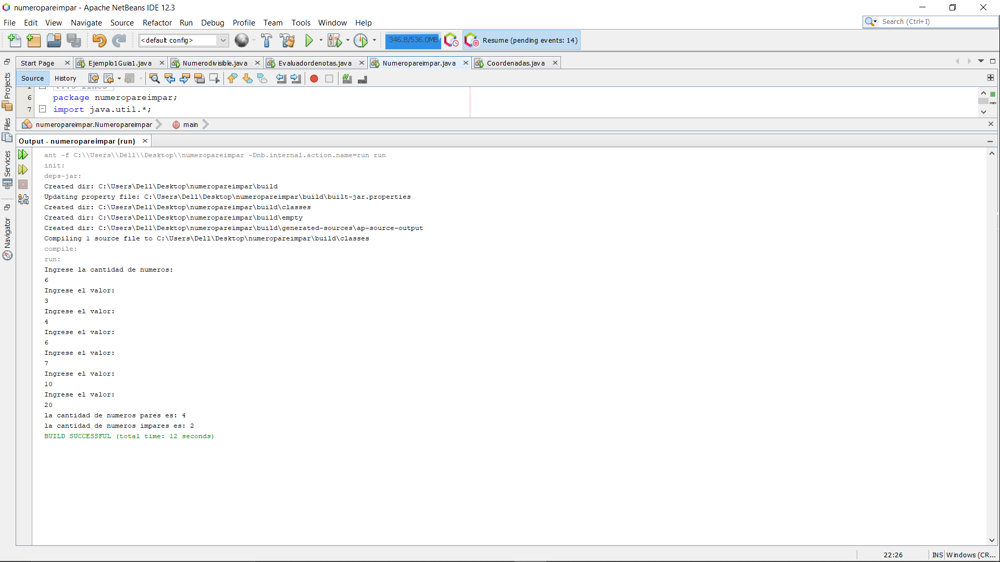 numeropareimpar - Apache NetBeans IDE 12.3
File Edit View Navigate Source Refactor Run Debug Profile Team Tools Window Help
Search (Ctrl+I)
<default config>
346.8/536.0MB
Resume (pending events: 14)
Start Page Ejemplo1Guia1.java Numerodivisible.java Evaluadordenotas.java Numeropareimpar.java Coordenadas.java
Source History
Projects
Files
Services
Navigator
6 package numeropareimpar;
7 import java.util.*;
numeropareimpar.Numeropareimpar main
Output - numeropareimpar (run)
ant -f C:\\Users\\Dell\\Desktop\\numeropareimpar -Dnb.internal.action.name=run run
init:
deps-jar:
Created dir: C:\Users\Dell\Desktop\numeropareimpar\build
Updating property file: C:\Users\Dell\Desktop\numeropareimpar\build\built-jar.properties
Created dir: C:\Users\Dell\Desktop\numeropareimpar\build\classes
Created dir: C:\Users\Dell\Desktop\numeropareimpar\build\empty
Created dir: C:\Users\Dell\Desktop\numeropareimpar\build\generated-sources\ap-source-output
Compiling 1 source file to C:\Users\Dell\Desktop\numeropareimpar\build\classes
compile:
run:
Ingrese la cantidad de numeros:
6
Ingrese el valor:
3
Ingrese el valor:
4
Ingrese el valor:
6
Ingrese el valor:
7
Ingrese el valor:
10
Ingrese el valor:
20
la cantidad de numeros pares es: 4
la cantidad de numeros impares es: 2
BUILD SUCCESSFUL (total time: 12 seconds)
22:26 INS Windows (CR...